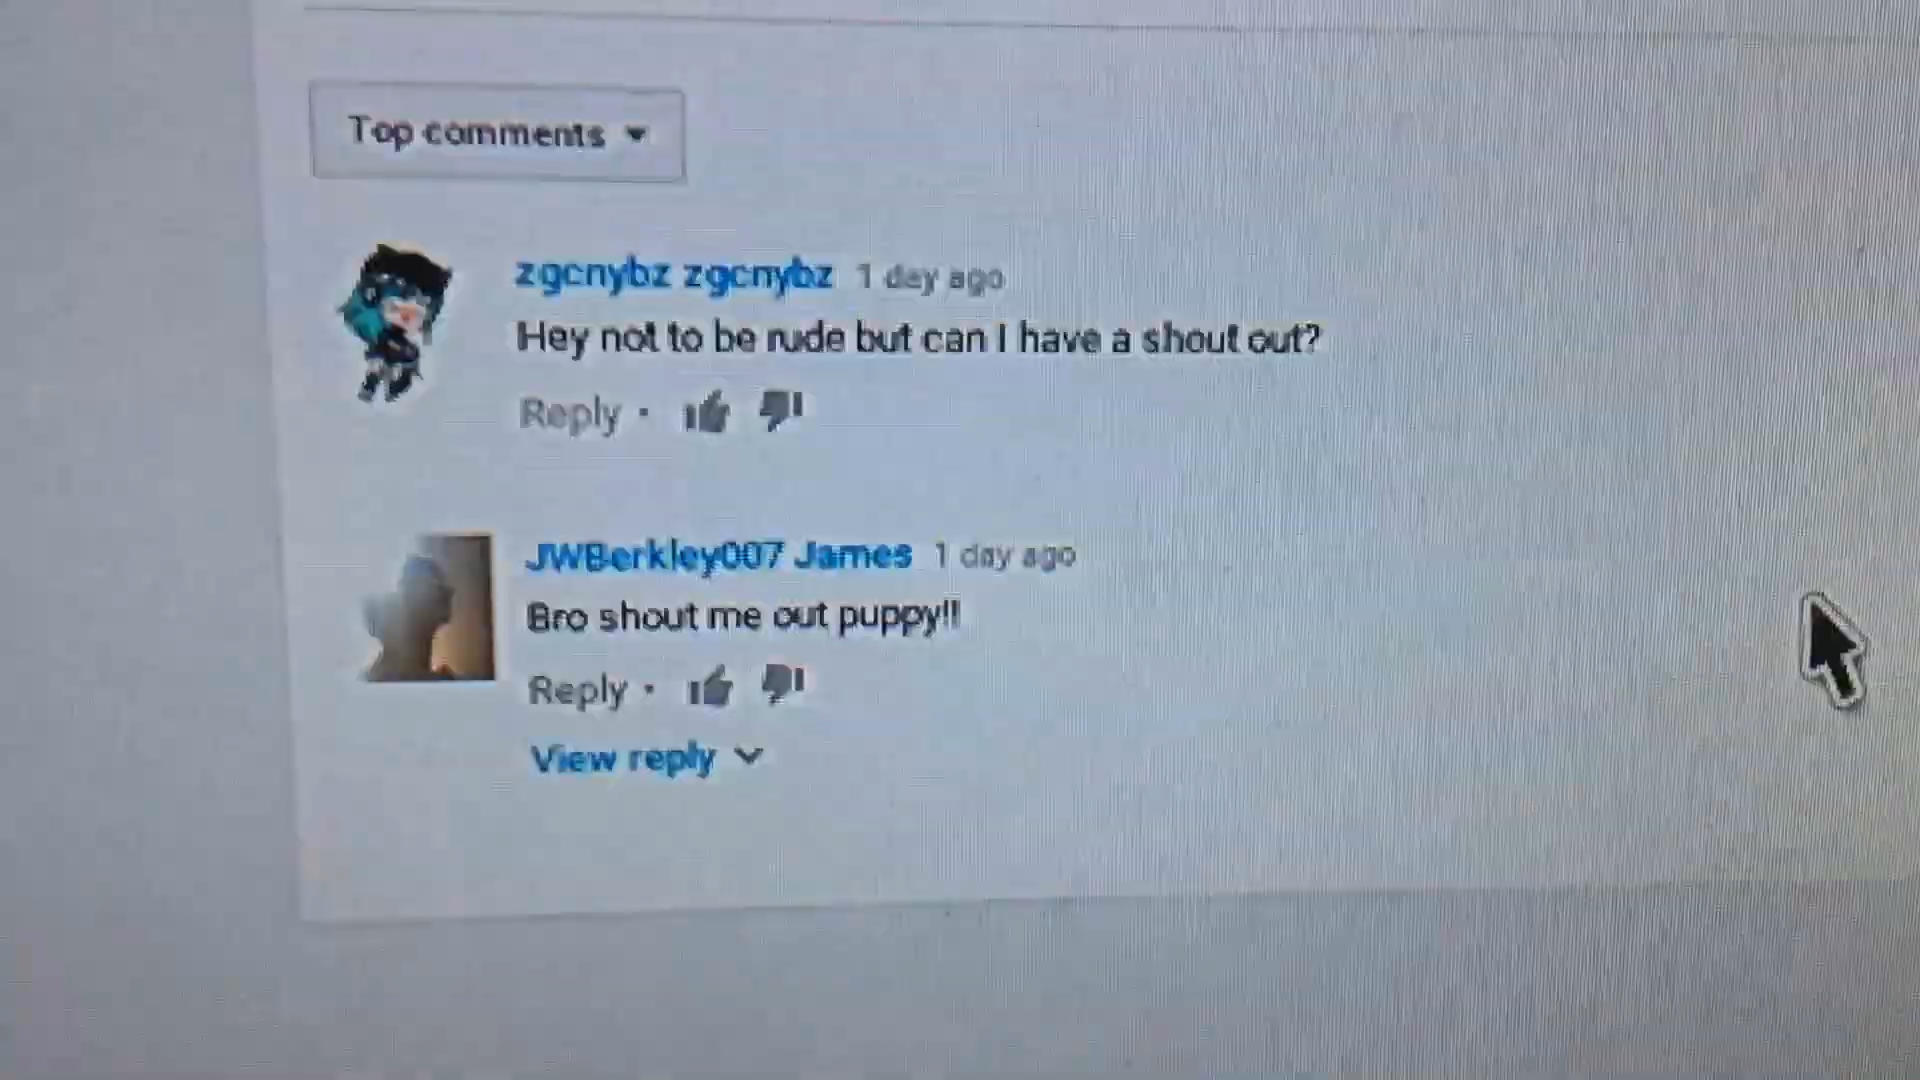 Top comments
zgcnybz zgcnybz 1 day ago
Hey not to be rude but can I have a shout out?
Reply •
JWBerkley007 James 1 day ago
Bro shout me out puppy!!
Reply •
View reply